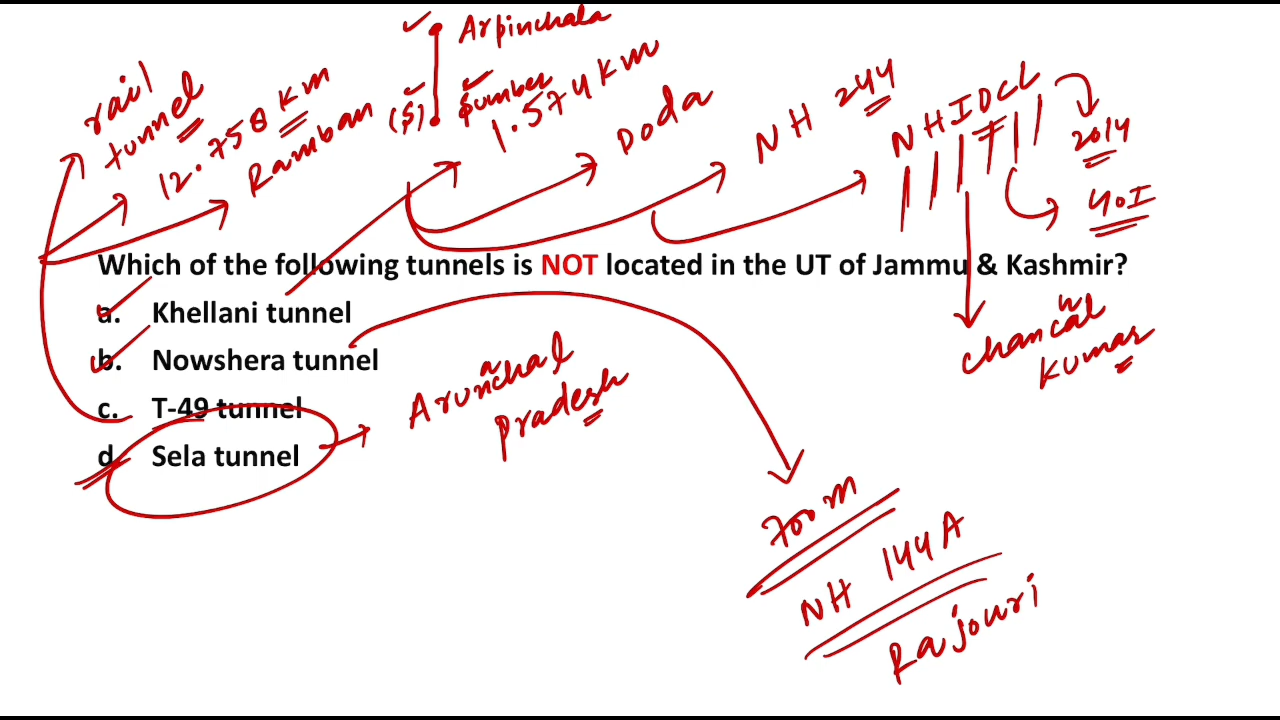 Arpinchala
($) Sumber
rail
tunnel
12.758 Km
Ramban
1.574 KM
Doda
NH 244
NHIDCL
2014
GOI
Which of the following tunnels is NOT located in the UT of Jammu & Kashmir?
a. Khellani tunnel
b. Nowshera tunnel
c. T-49 tunnel
d. Sela tunnel
Arunachal
pradesh
chanchal
kumar
700m
NH 144A
Rajouri